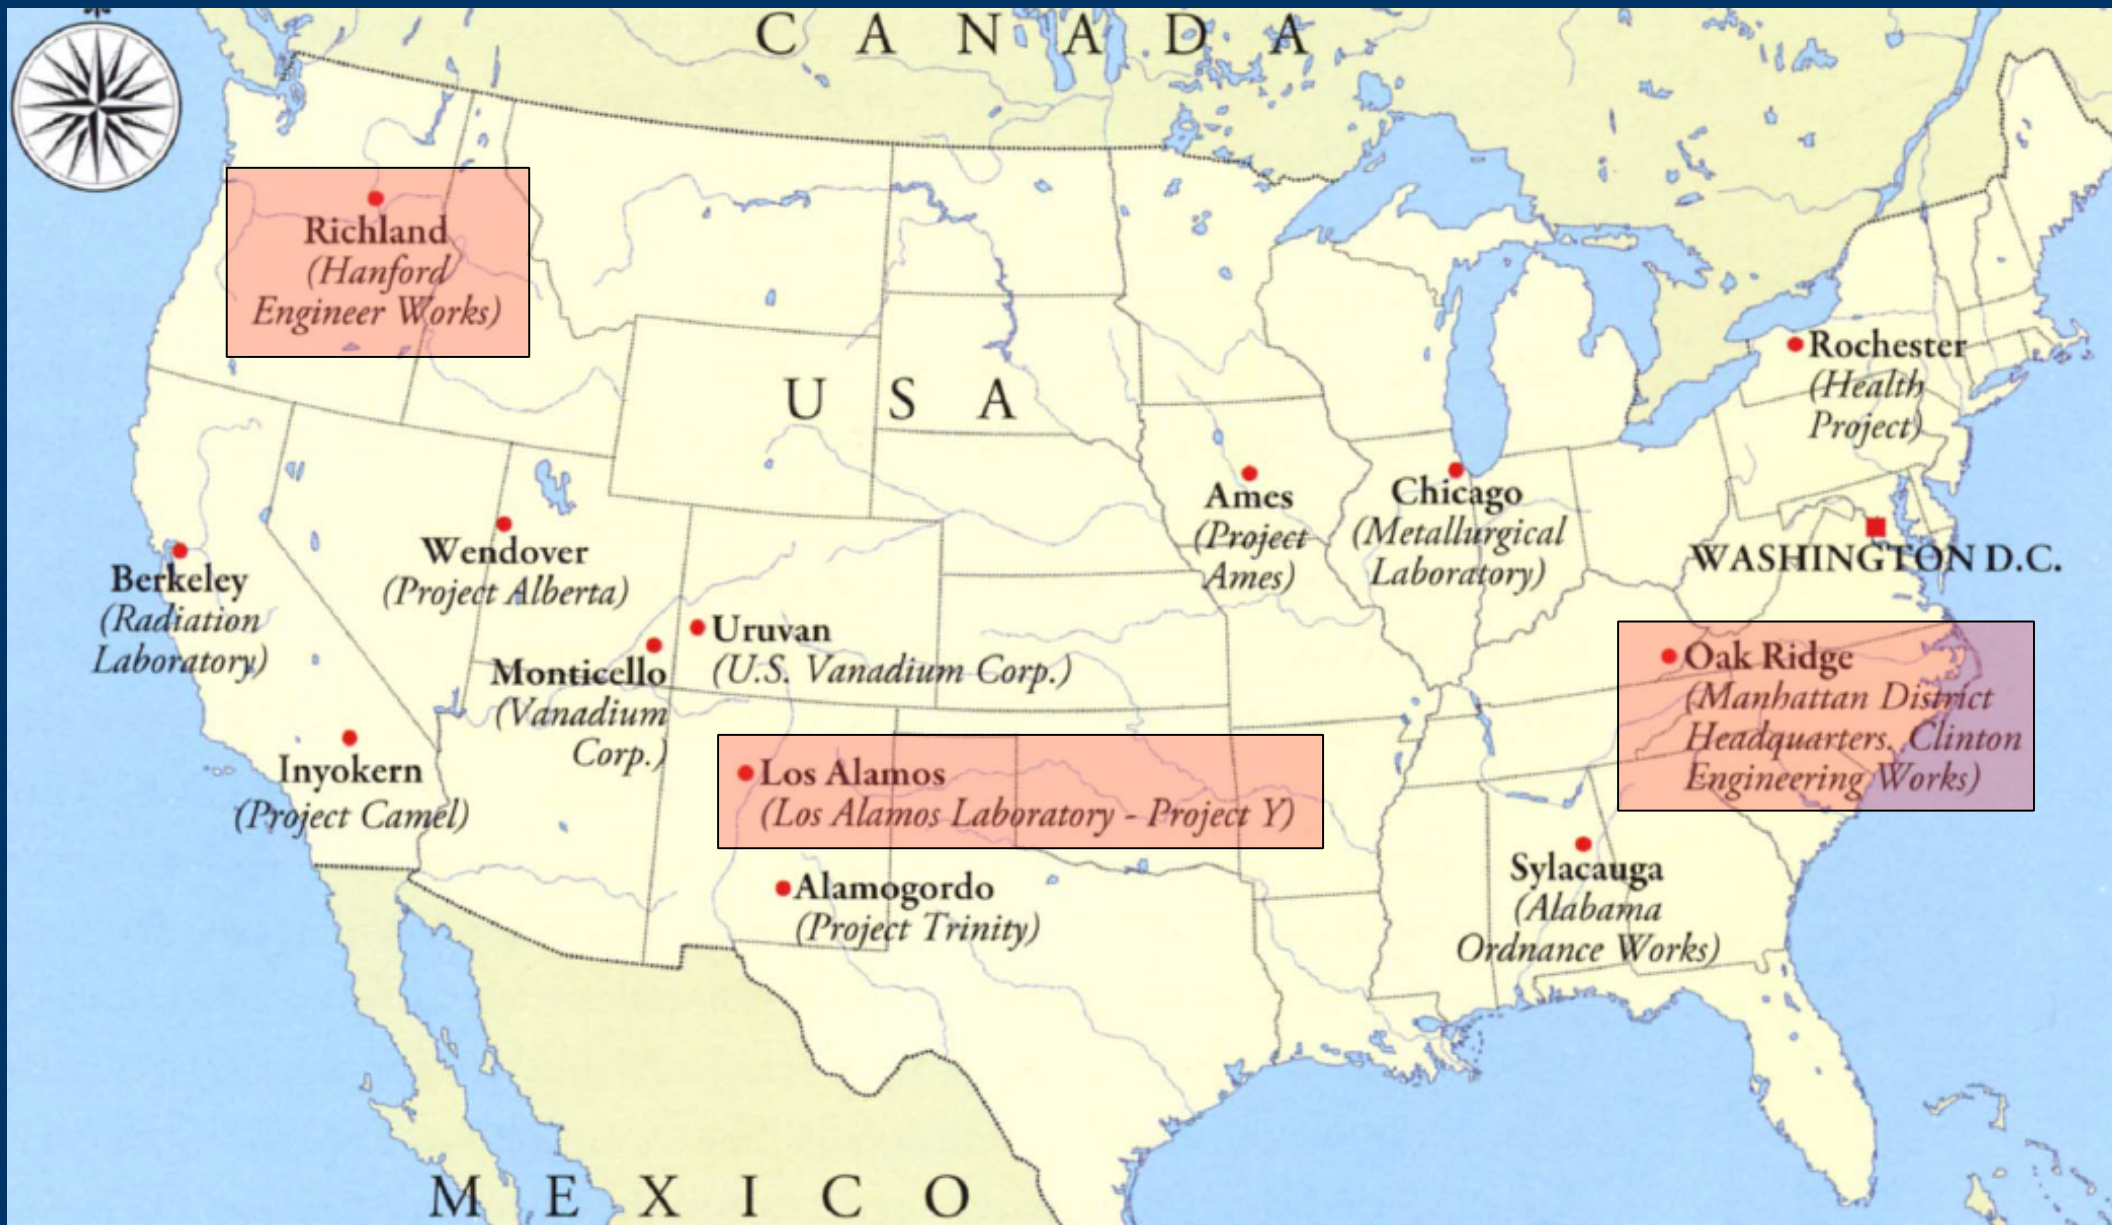 CANADA
Richland
(Hanford
Engineer Works)
Rochester
(Health
Project)
USA
Ames
(Project
Ames)
Chicago
(Metallurgical
Laboratory)
Wendover
(Project Alberta)
WASHINGTON D.C.
Berkeley
(Radiation
Laboratory)
Uruvan
(U.S. Vanadium Corp.)
Monticello
(Vanadium
Corp.)
Oak Ridge
(Manhattan District
Headquarters. Clinton
Engineering Works)
Inyokern
(Project Camel)
Los Alamos
(Los Alamos Laboratory - Project Y)
Alamogordo
(Project Trinity)
Sylacauga
(Alabama
Ordnance Works)
MEXICO